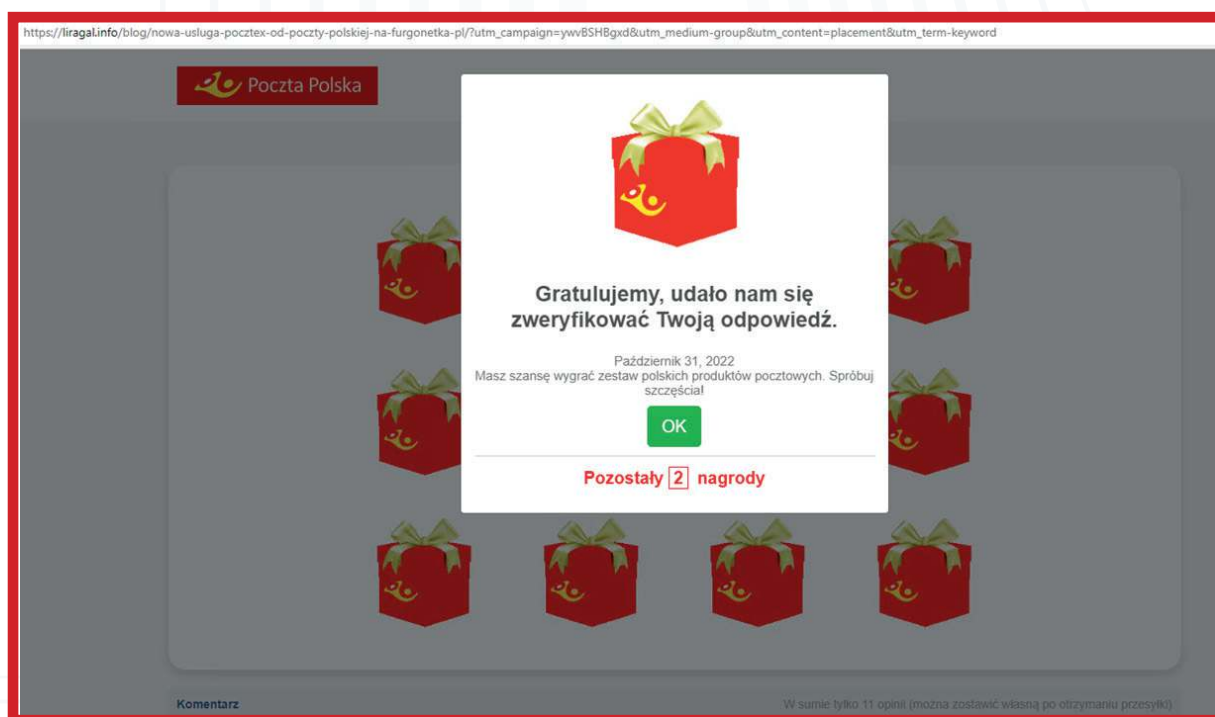 https://liragal.info/blog/nowa-usluga-pocztex-od-poczty-polskiej-na-furgonetka-pl/?utm_campaign=ywvBSHBgxd&utm_medium-group&utm_content=placement&utm_term-keyword
Poczta Polska
Gratulujemy, udało nam się
zweryfikować Twoją odpowiedź.
Październik 31, 2022
Masz szansę wygrać zestaw polskich produktów pocztowych. Spróbuj
szczęścia!
OK
Pozostały 2 nagrody
Komentarz W sumie tylko 11 opinii (można zostawić własną po otrzymaniu przesyłki)